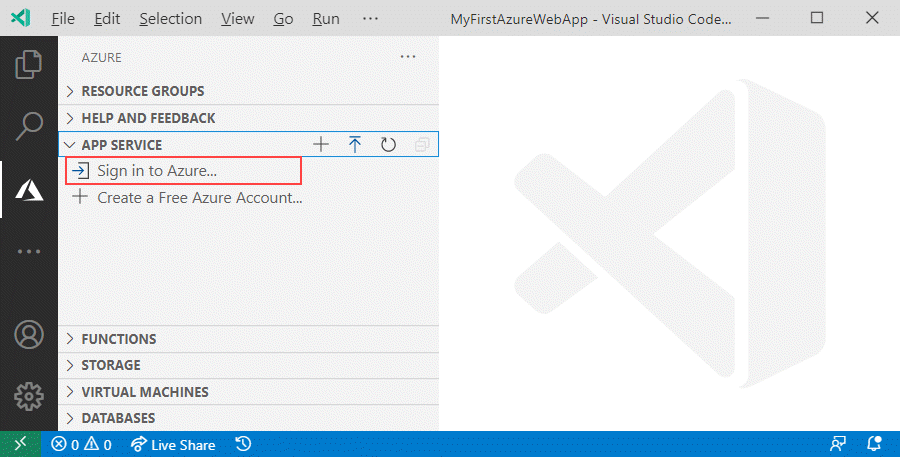 File Edit Selection View Go Run ··· MyFirstAzureWebApp - Visual Studio Code...
AZURE ···
RESOURCE GROUPS
HELP AND FEEDBACK
APP SERVICE
Sign in to Azure...
Create a Free Azure Account...
FUNCTIONS
STORAGE
VIRTUAL MACHINES
DATABASES
0 0 Live Share